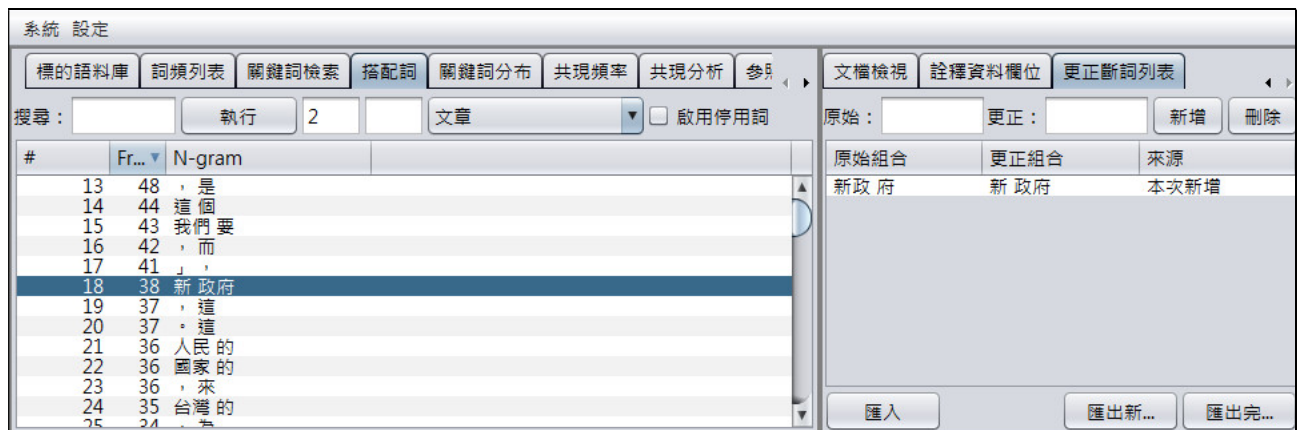 系統 設定
標的語料庫 詞頻列表 關鍵詞檢索 搭配詞 關鍵詞分布 共現頻率 共現分析
搜尋： 執行 2 文章 啟用停用詞
# Fr... N-gram
13 48 ，是
14 44 這 個
15 43 我們 要
16 42 ，而
17 41 」，
18 38 新 政府
19 37 ，這
20 37 。這
21 36 人民 的
22 36 國家 的
23 36 ，來
24 35 台灣 的
25 34 ，為
文檔檢視 詮釋資料欄位 更正斷詞列表
原始： 更正： 新增 刪除
原始組合 更正組合 來源
新政 府 新 政府 本次新增
匯入 匯出新... 匯出完...